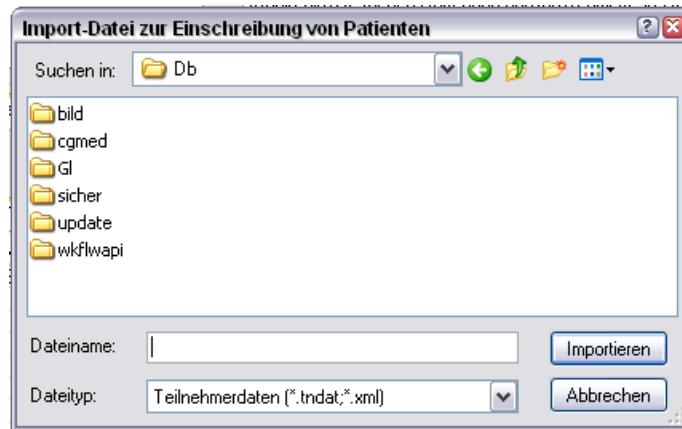 Import-Datei zur Einschreibung von Patienten
Suchen in: Db
bild
cgmed
GI
sicher
update
wkflwapi
Dateiname:
Importieren
Dateityp: Teilnehmerdaten (*.tndat;*.xml)
Abbrechen